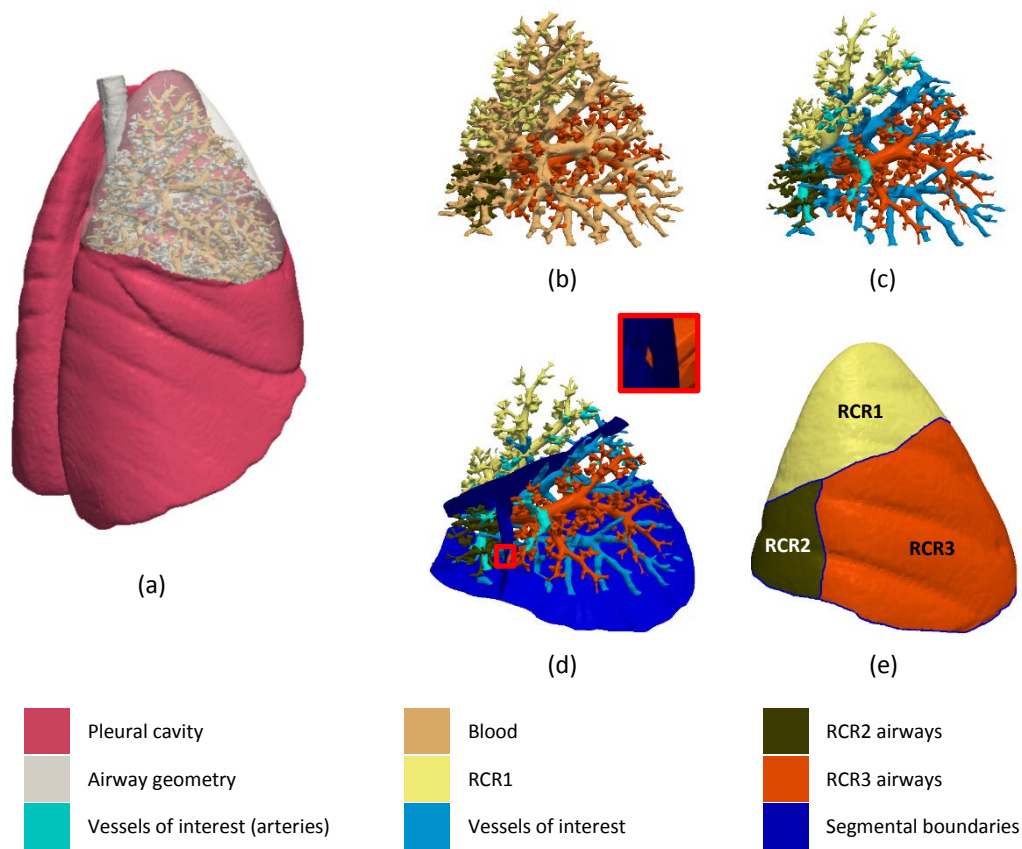 (b)
(c)
(a)
RCR1
RCR2
RCR3
(d)
(e)
Pleural cavity
Blood
RCR2 airways
Airway geometry
RCR1
RCR3 airways
Vessels of interest (arteries)
Vessels of interest
Segmental boundaries